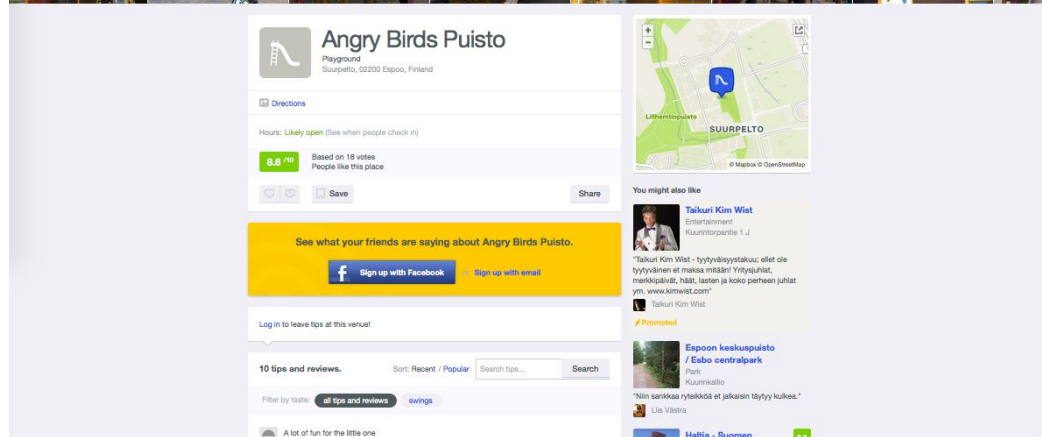 Angry Birds Puisto
Playground
Suurpelto, 02200 Espoo, Finland
Directions
Hours: Likely open (See when people check in)
8.6 /10
Based on 18 votes
People like this place
Save
Share
See what your friends are saying about Angry Birds Puisto.
f Sign up with Facebook
or Sign up with email
Log in to leave tips at this venue!
10 tips and reviews.
Sort: Recent / Popular
Search tips...
Search
Filter by taste:
all tips and reviews
swings
A lot of fun for the little one
+
-
Lillhemtinpuisto
SUURPELTO
© Mapbox © OpenStreetMap
You might also like
Taikuri Kim Wist
Entertainment
Kuurintorpantie 1 J
"Taikuri Kim Wist - tyytyväisyystakuu; ellet ole
tyytyväinen et maksa mitään! Yritysjuhlat,
merkkipäivät, häät, lasten ja koko perheen juhlat
ym. www.kimwist.com"
Taikuri Kim Wist
Promoted
Espoon keskuspuisto
/ Esbo centralpark
Park
Kuurinkallio
"Niin sankkaa ryteikköä et jalkaisin täytyy kulkea."
Liis Västra
Haltia - Suomen